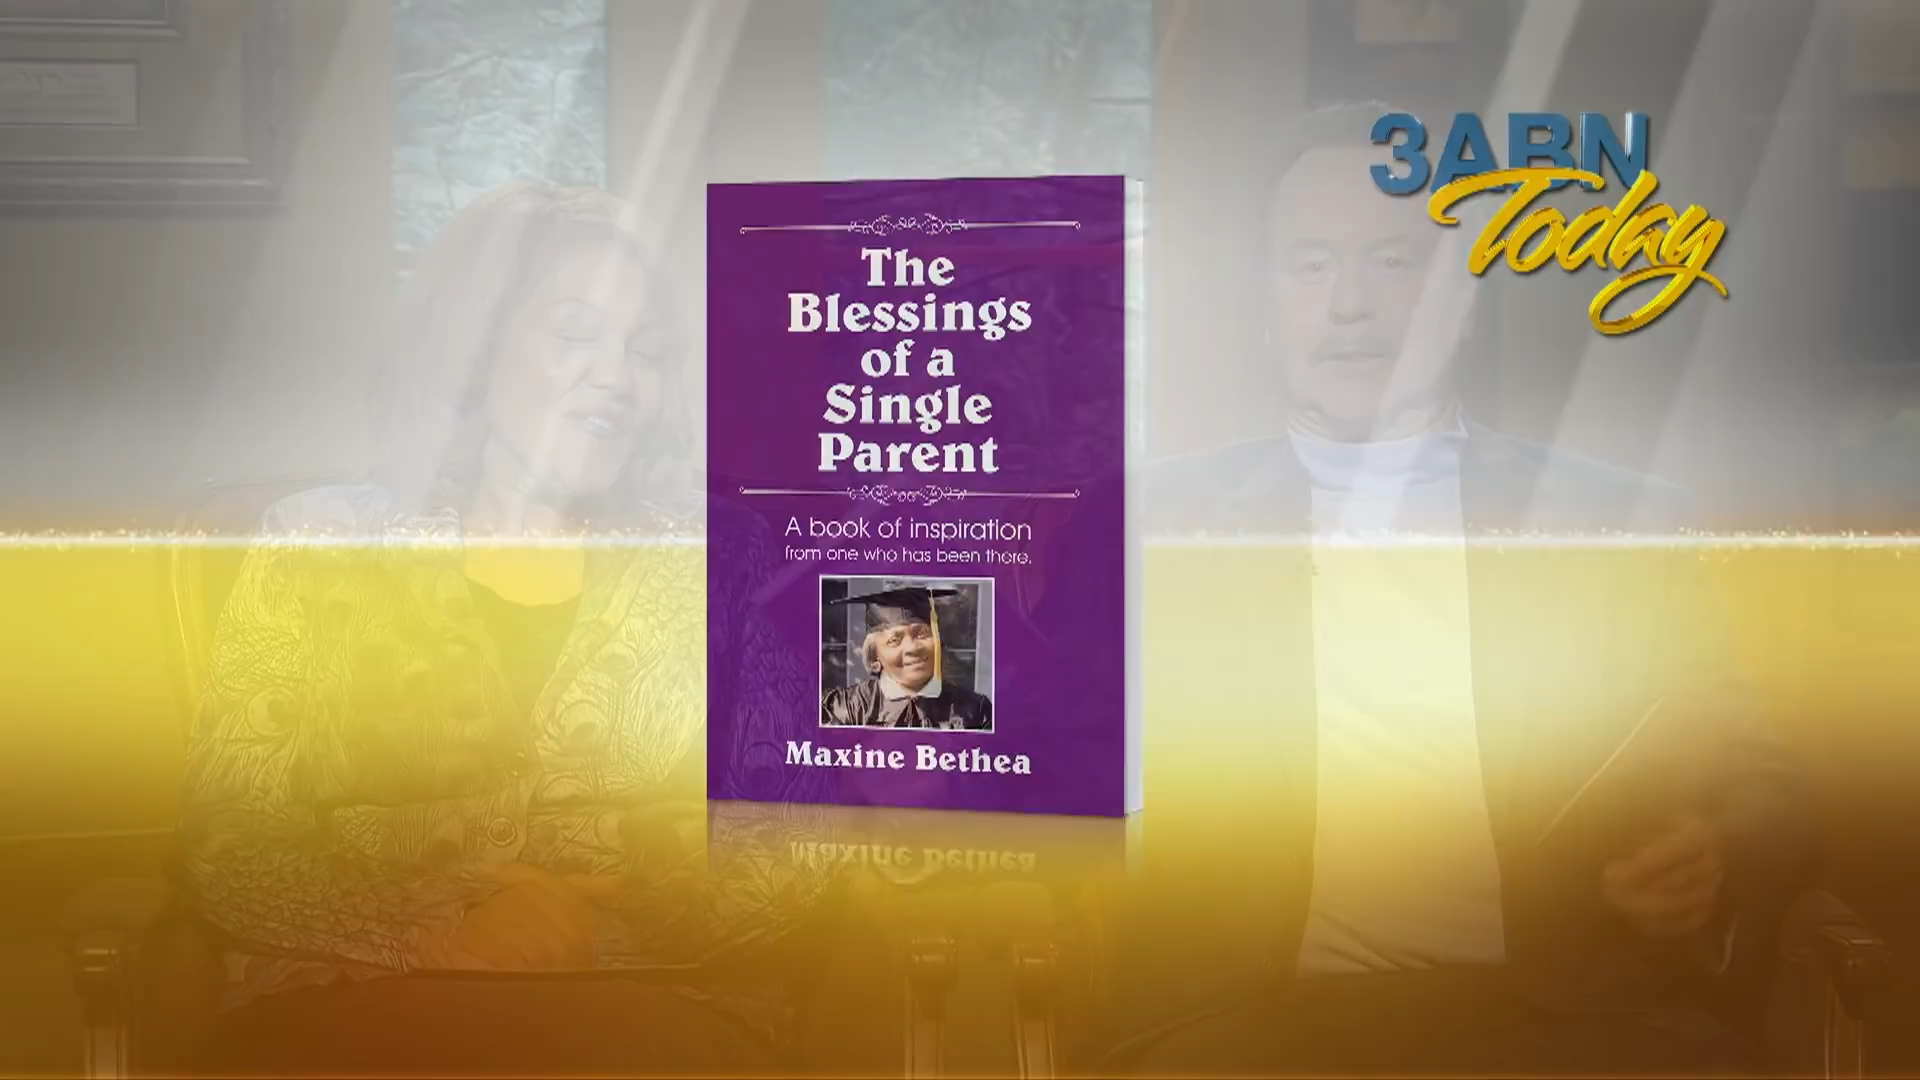 3ABN
Today
The
Blessings
of a
Single
Parent
A book of inspiration
from one who has been there.
Maxine Bethea